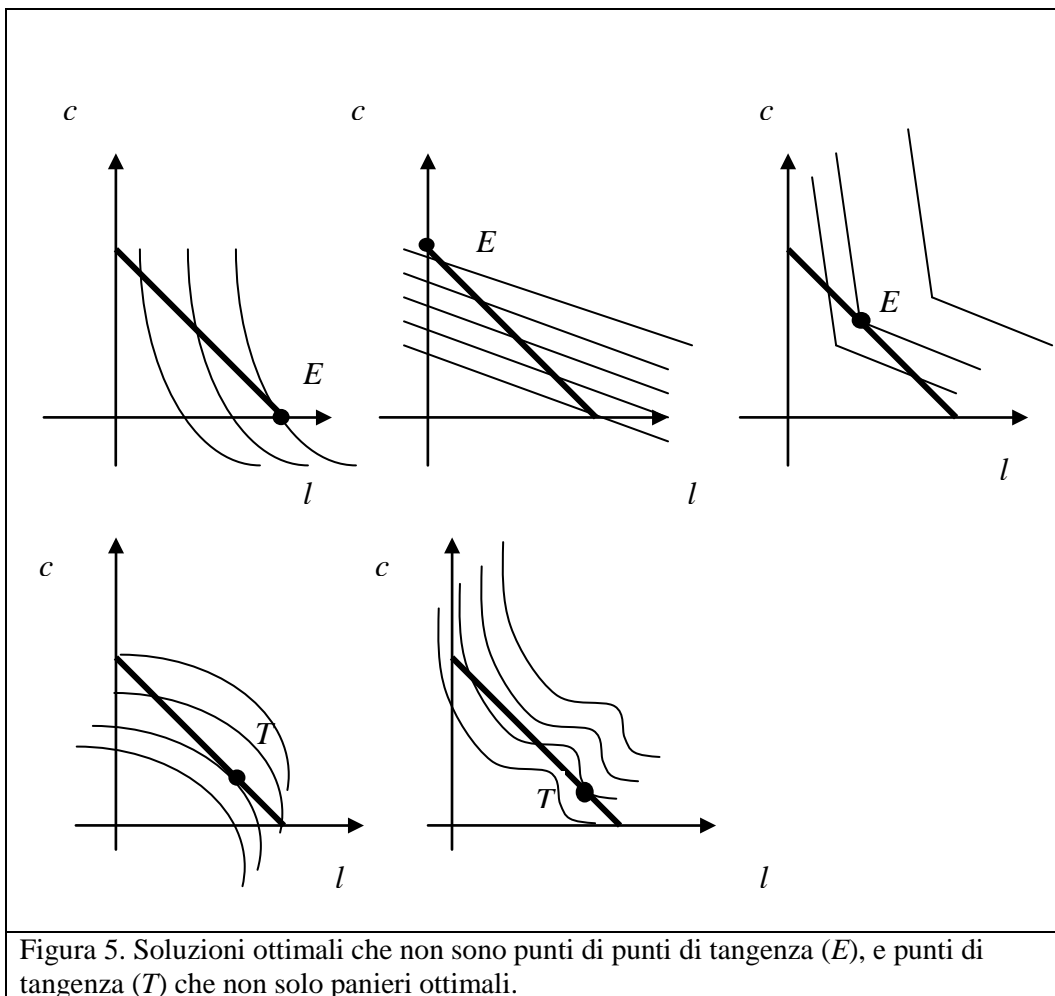 c
c
c
E
E
E
l
l
l
c
c
T
T
l
l
Figura 5. Soluzioni ottimali che non sono punti di punti di tangenza (E), e punti di
tangenza (T) che non solo panieri ottimali.